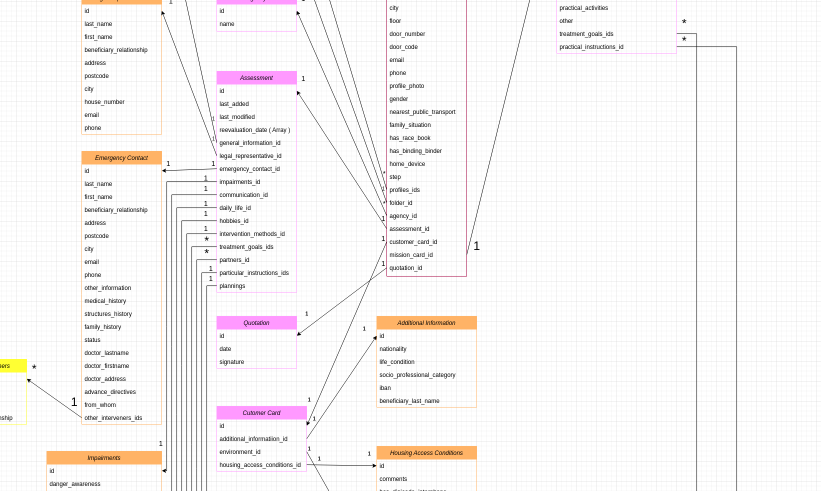 id
last_name
first_name
beneficiary_relationship
address
postcode
city
house_number
email
phone
Emergency Contact
id
last_name
first_name
beneficiary_relationship
address
postcode
city
email
phone
other_information
medical_history
structures_history
family_history
status
doctor_lastname
doctor_firstname
doctor_address
advance_directives
from_whom
other_interveners_ids
Impairments
id
danger_awareness
id
name
Assessment
id
last_added
last_modified
reevaluation_date ( Array )
general_information_id
legal_representative_id
emergency_contact_id
impairments_id
communication_id
daily_life_id
hobbies_id
intervention_methods_id
treatment_goals_ids
partners_id
particular_instructions_ids
plannings
Quotation
id
date
signature
Cutomer Card
id
additional_information_id
environment_id
housing_access_conditions_id
city
floor
door_number
door_code
email
phone
profile_photo
gender
nearest_public_transport
family_situation
has_race_book
has_binding_binder
home_device
step
profiles_ids
folder_id
agency_id
assessment_id
customer_card_id
mission_card_id
quotation_id
Additional Information
id
nationality
life_condition
socio_professional_category
iban
beneficiary_last_name
Housing Access Conditions
id
comments
practical_activities
other
treatment_goals_ids
practical_instructions_id
1
1
1
1
1
1
1
1
1
1
1
*
*
*
*
*